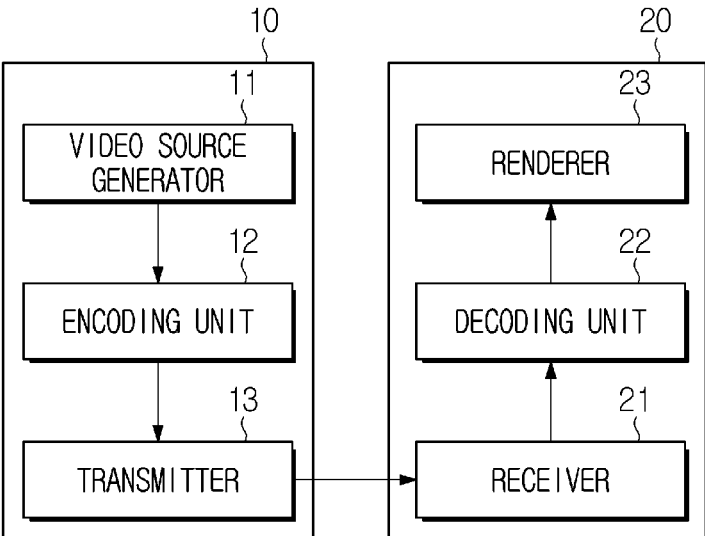 10
11
VIDEO SOURCE
GENERATOR
12
ENCODING UNIT
13
TRANSMITTER
20
23
RENDERER
22
DECODING UNIT
21
RECEIVER